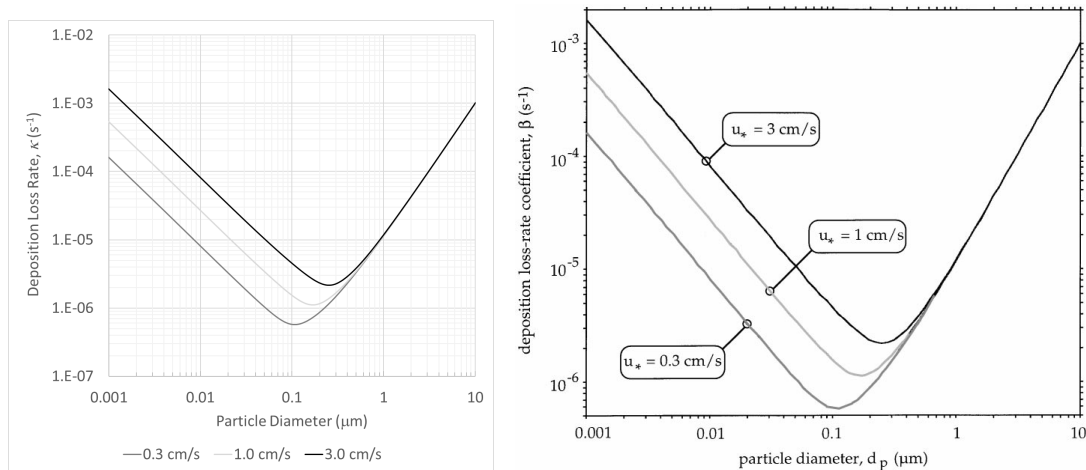 1.E-02
1.E-03
1.E-04
1.E-05
1.E-06
1.E-07
Deposition Loss Rate, κ (s⁻¹)
0.001
0.01
0.1
1
10
Particle Diameter (μm)
0.3 cm/s
1.0 cm/s
3.0 cm/s
10⁻³
10⁻⁴
10⁻⁵
10⁻⁶
deposition loss-rate coefficient, β (s⁻¹)
u* = 3 cm/s
u* = 1 cm/s
u* = 0.3 cm/s
0.001
0.01
0.1
1
10
particle diameter, dp (μm)